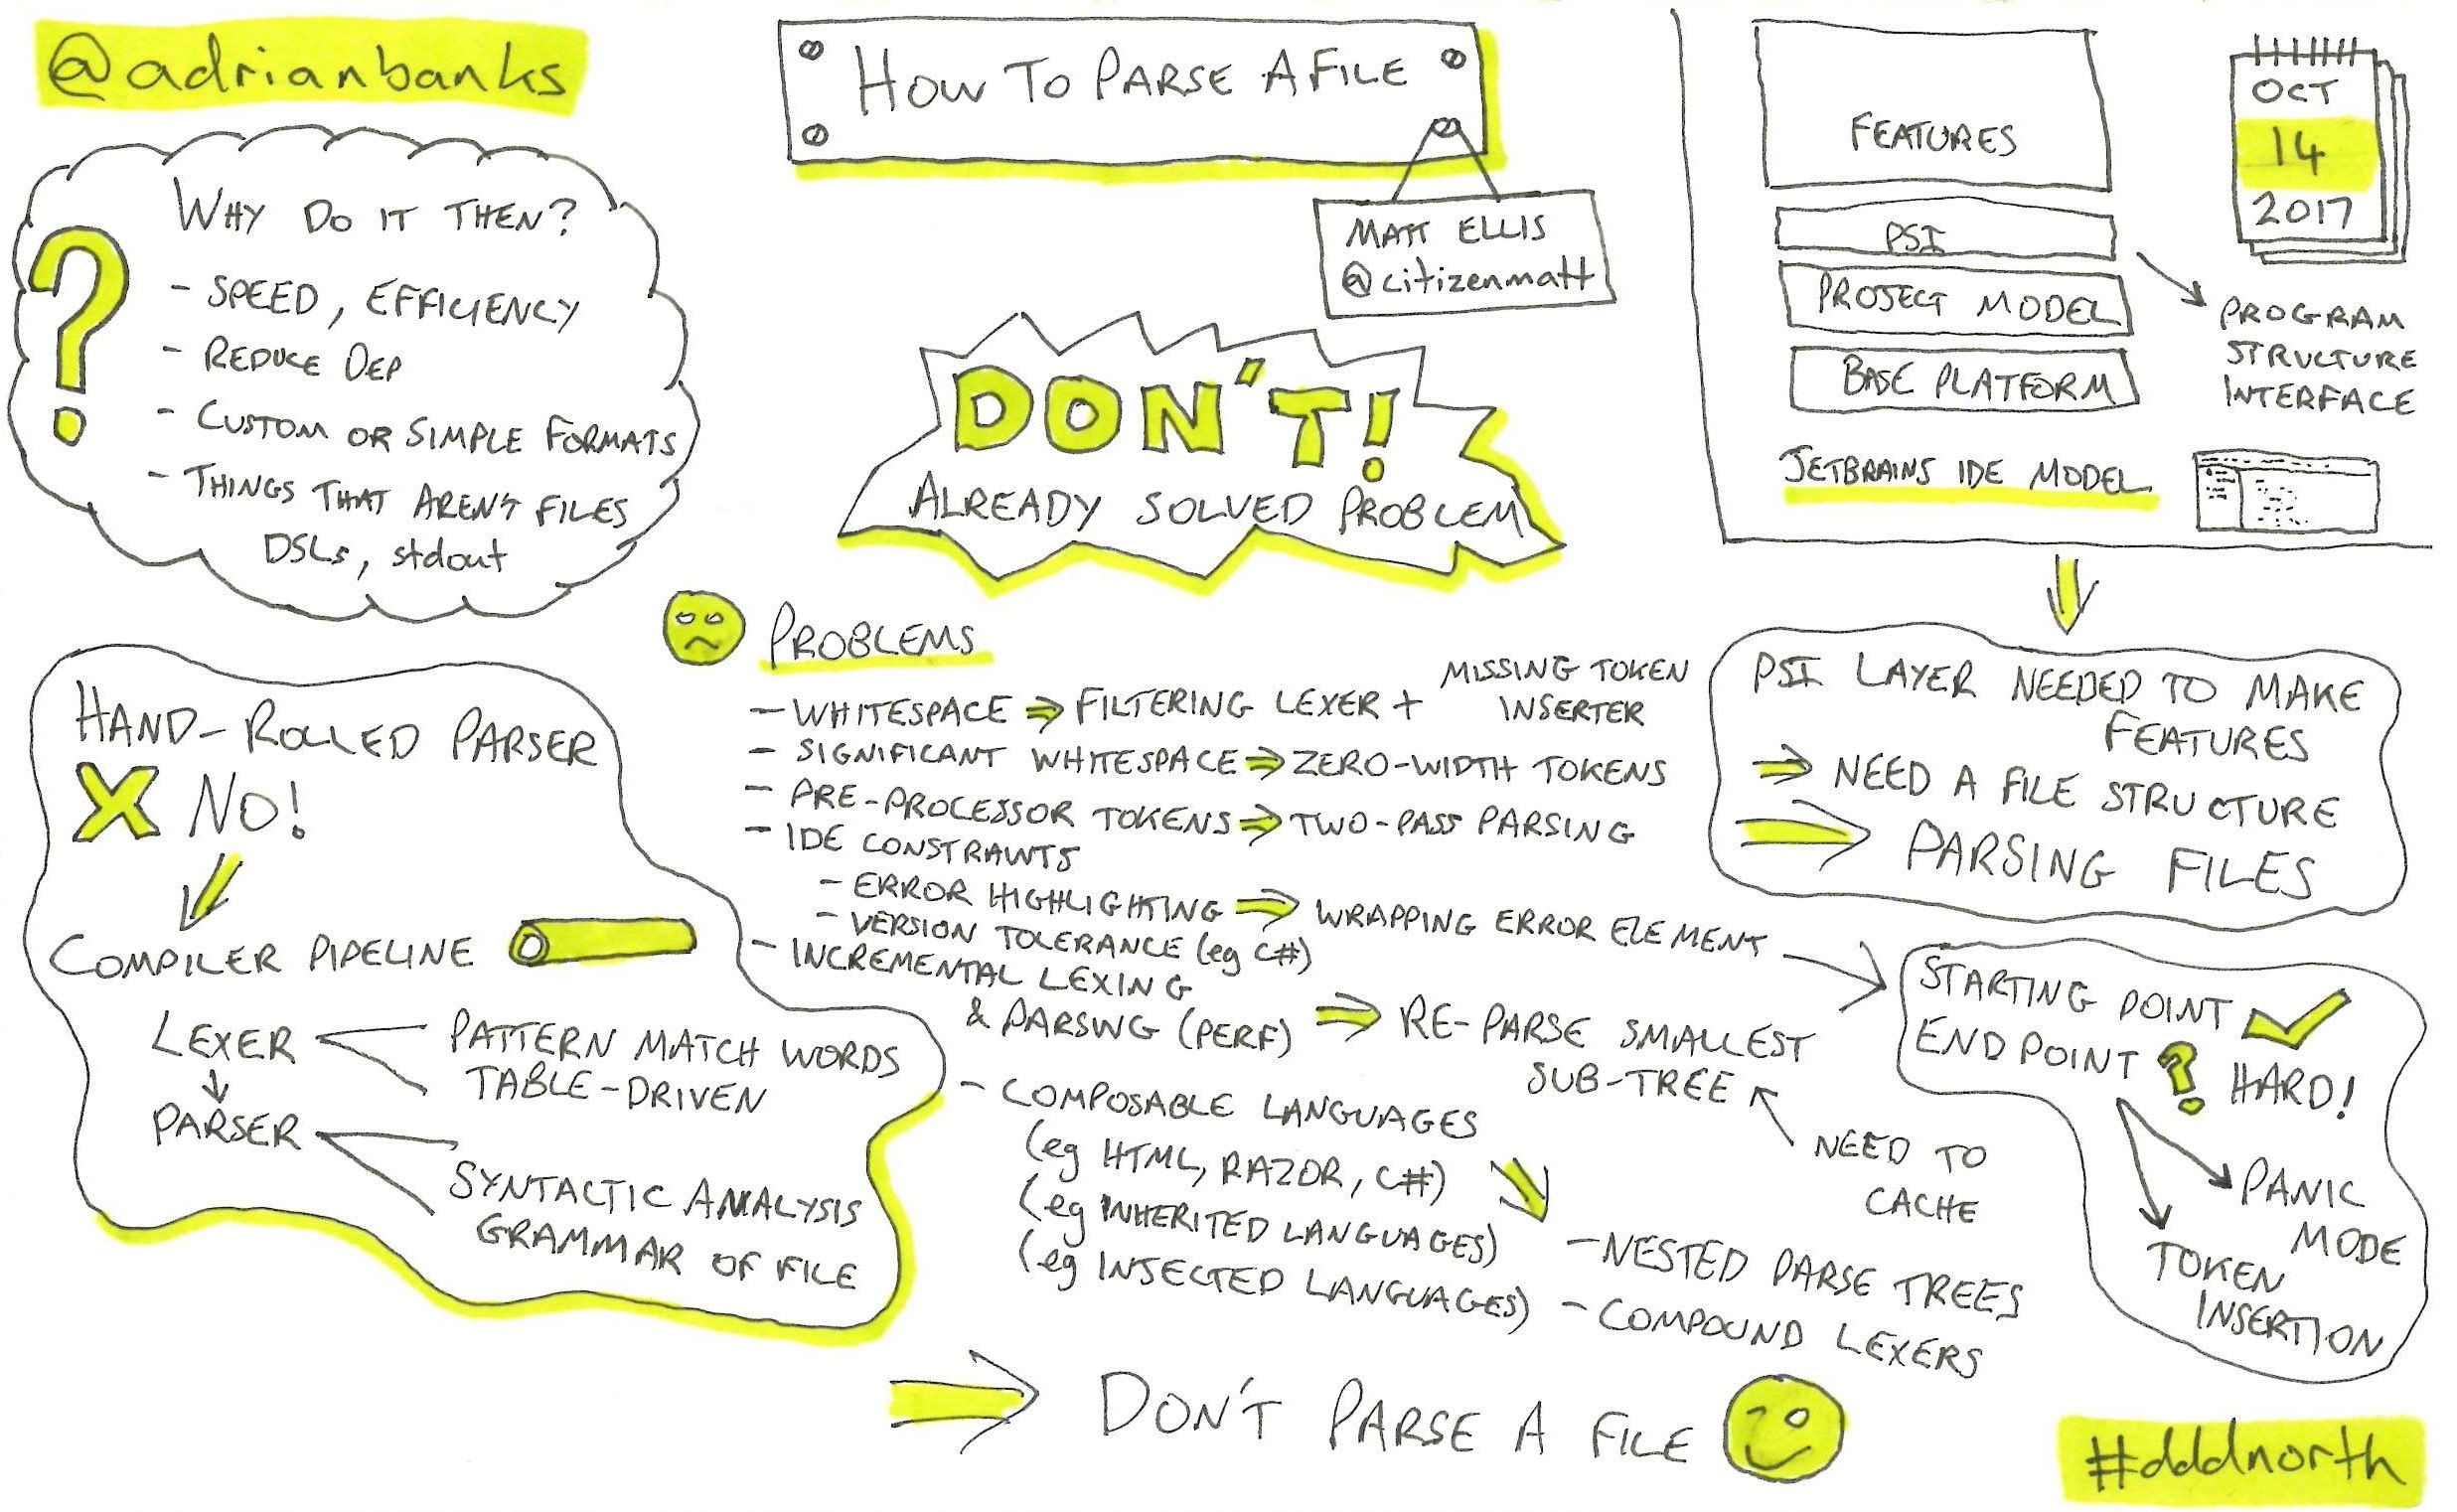 @adrianbanks
HOW TO PARSE A FILE
MATT ELLIS
@citizenmatt
DON'T!
ALREADY SOLVED PROBLEM
WHY DO IT THEN?
- SPEED, EFFICIENCY
- REDUCE DEP
- CUSTOM OR SIMPLE FORMATS
- THINGS THAT AREN'T FILES
DSLs, stdout
?
FEATURES
PSI
PROJECT MODEL
BASE PLATFORM
JETBRAINS IDE MODEL
PROGRAM
STRUCTURE
INTERFACE
OCT
14
2017
PSI LAYER NEEDED TO MAKE
FEATURES
⇒ NEED A FILE STRUCTURE
⇒ PARSING FILES
HAND-ROLLED PARSER
X NO!
COMPILER PIPELINE
LEXER
PATTERN MATCH WORDS
TABLE-DRIVEN
PARSER
SYNTACTIC ANALYSIS
GRAMMAR OF FILE
PROBLEMS
- WHITESPACE ⇒ FILTERING LEXER + MISSING TOKEN
INSERTER
- SIGNIFICANT WHITESPACE ⇒ ZERO-WIDTH TOKENS
- PRE-PROCESSOR TOKENS ⇒ TWO-PASS PARSING
- IDE CONSTRAINTS
- ERROR HIGHLIGHTING ⇒ WRAPPING ERROR ELEMENT
- VERSION TOLERANCE (eg C#)
- INCREMENTAL LEXING
& PARSING (PERF) ⇒ RE-PARSE SMALLEST
SUB-TREE
NEED TO
CACHE
- COMPOSABLE LANGUAGES
(eg HTML, RAZOR, C#)
(eg INHERITED LANGUAGES)
(eg INJECTED LANGUAGES)
- NESTED PARSE TREES
- COMPOUND LEXERS
STARTING POINT
END POINT ? HARD!
PANIC
MODE
TOKEN
INSERTION
⇒ DON'T PARSE A FILE
#dddnorth